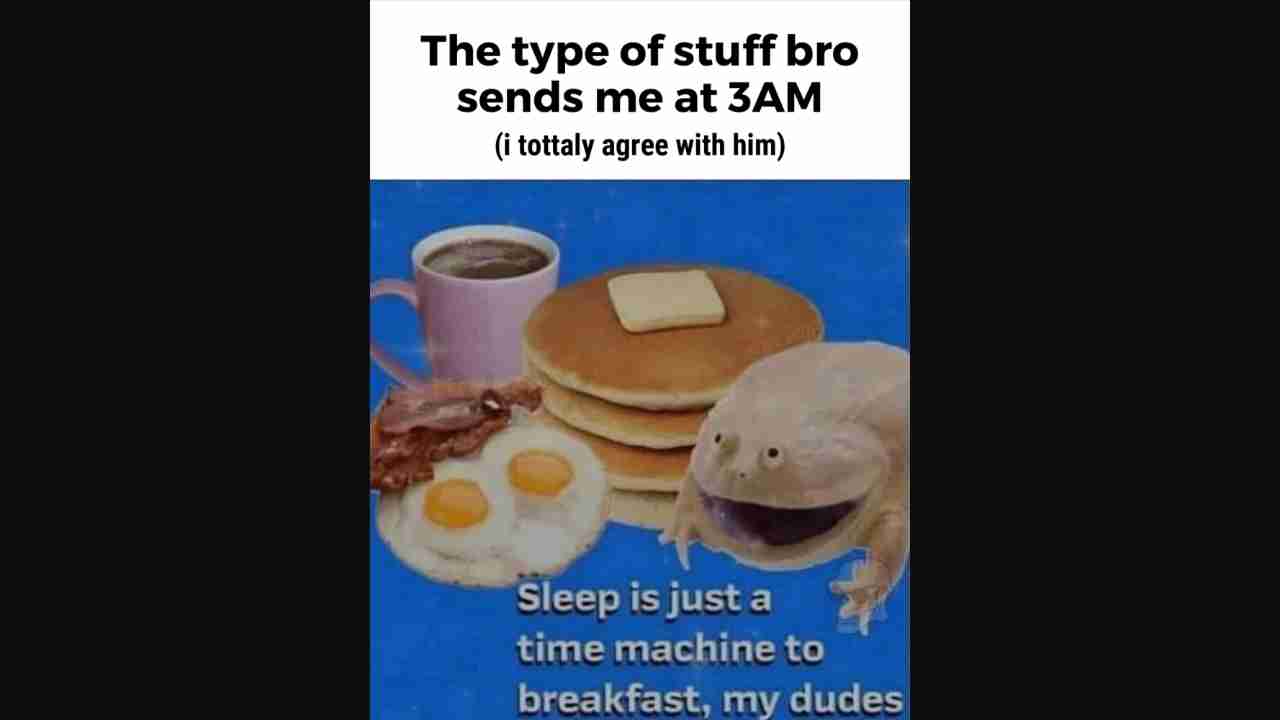 The type of stuff bro
sends me at 3AM
(i tottaly agree with him)
Sleep is just a
time machine to
breakfast, my dudes